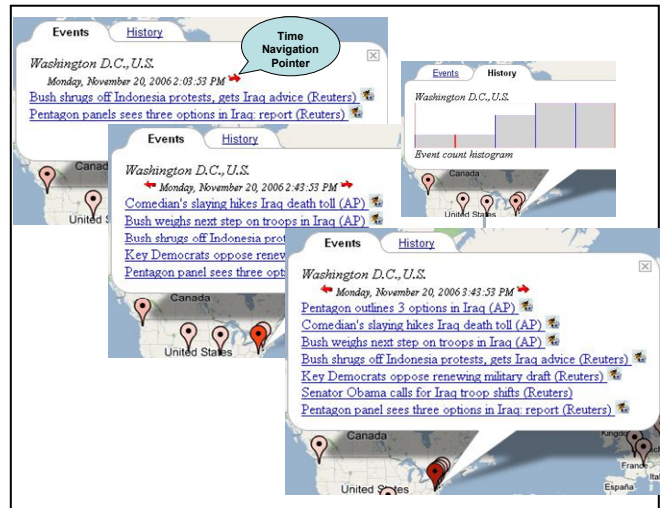 Events
History
Time
Navigation
Pointer
Washington D.C., U.S.
Monday, November 20, 2006 2:03:53 PM
Bush shrugs off Indonesia protests, gets Iraq advice (Reuters)
Pentagon panels sees three options in Iraq: report (Reuters)
Canad
United S
Events
History
Washington D.C., U.S.
Event count histogram
Canada
United States
Events
History
Washington D.C., U.S.
Monday, November 20, 2006 2:43:53 PM
Comedian's slaying hikes Iraq death toll (AP)
Bush weighs next step on troops in Iraq (AP)
Bush shrugs off Indonesia prot
Key Democrats oppose renew
Pentagon panel sees three opti
Canada
United States
Events
History
Washington D.C., U.S.
Monday, November 20, 2006 3:43:53 PM
Pentagon outlines 3 options in Iraq (AP)
Comedian's slaying hikes Iraq death toll (AP)
Bush weighs next step on troops in Iraq (AP)
Bush shrugs off Indonesia protests, gets Iraq advice (Reuters)
Key Democrats oppose renewing military draft (Reuters)
Senator Obama calls for Iraq troop shifts (Reuters)
Pentagon panel sees three options in Iraq: report (Reuters)
Canada
United States
Kingdo
France
Ita
España